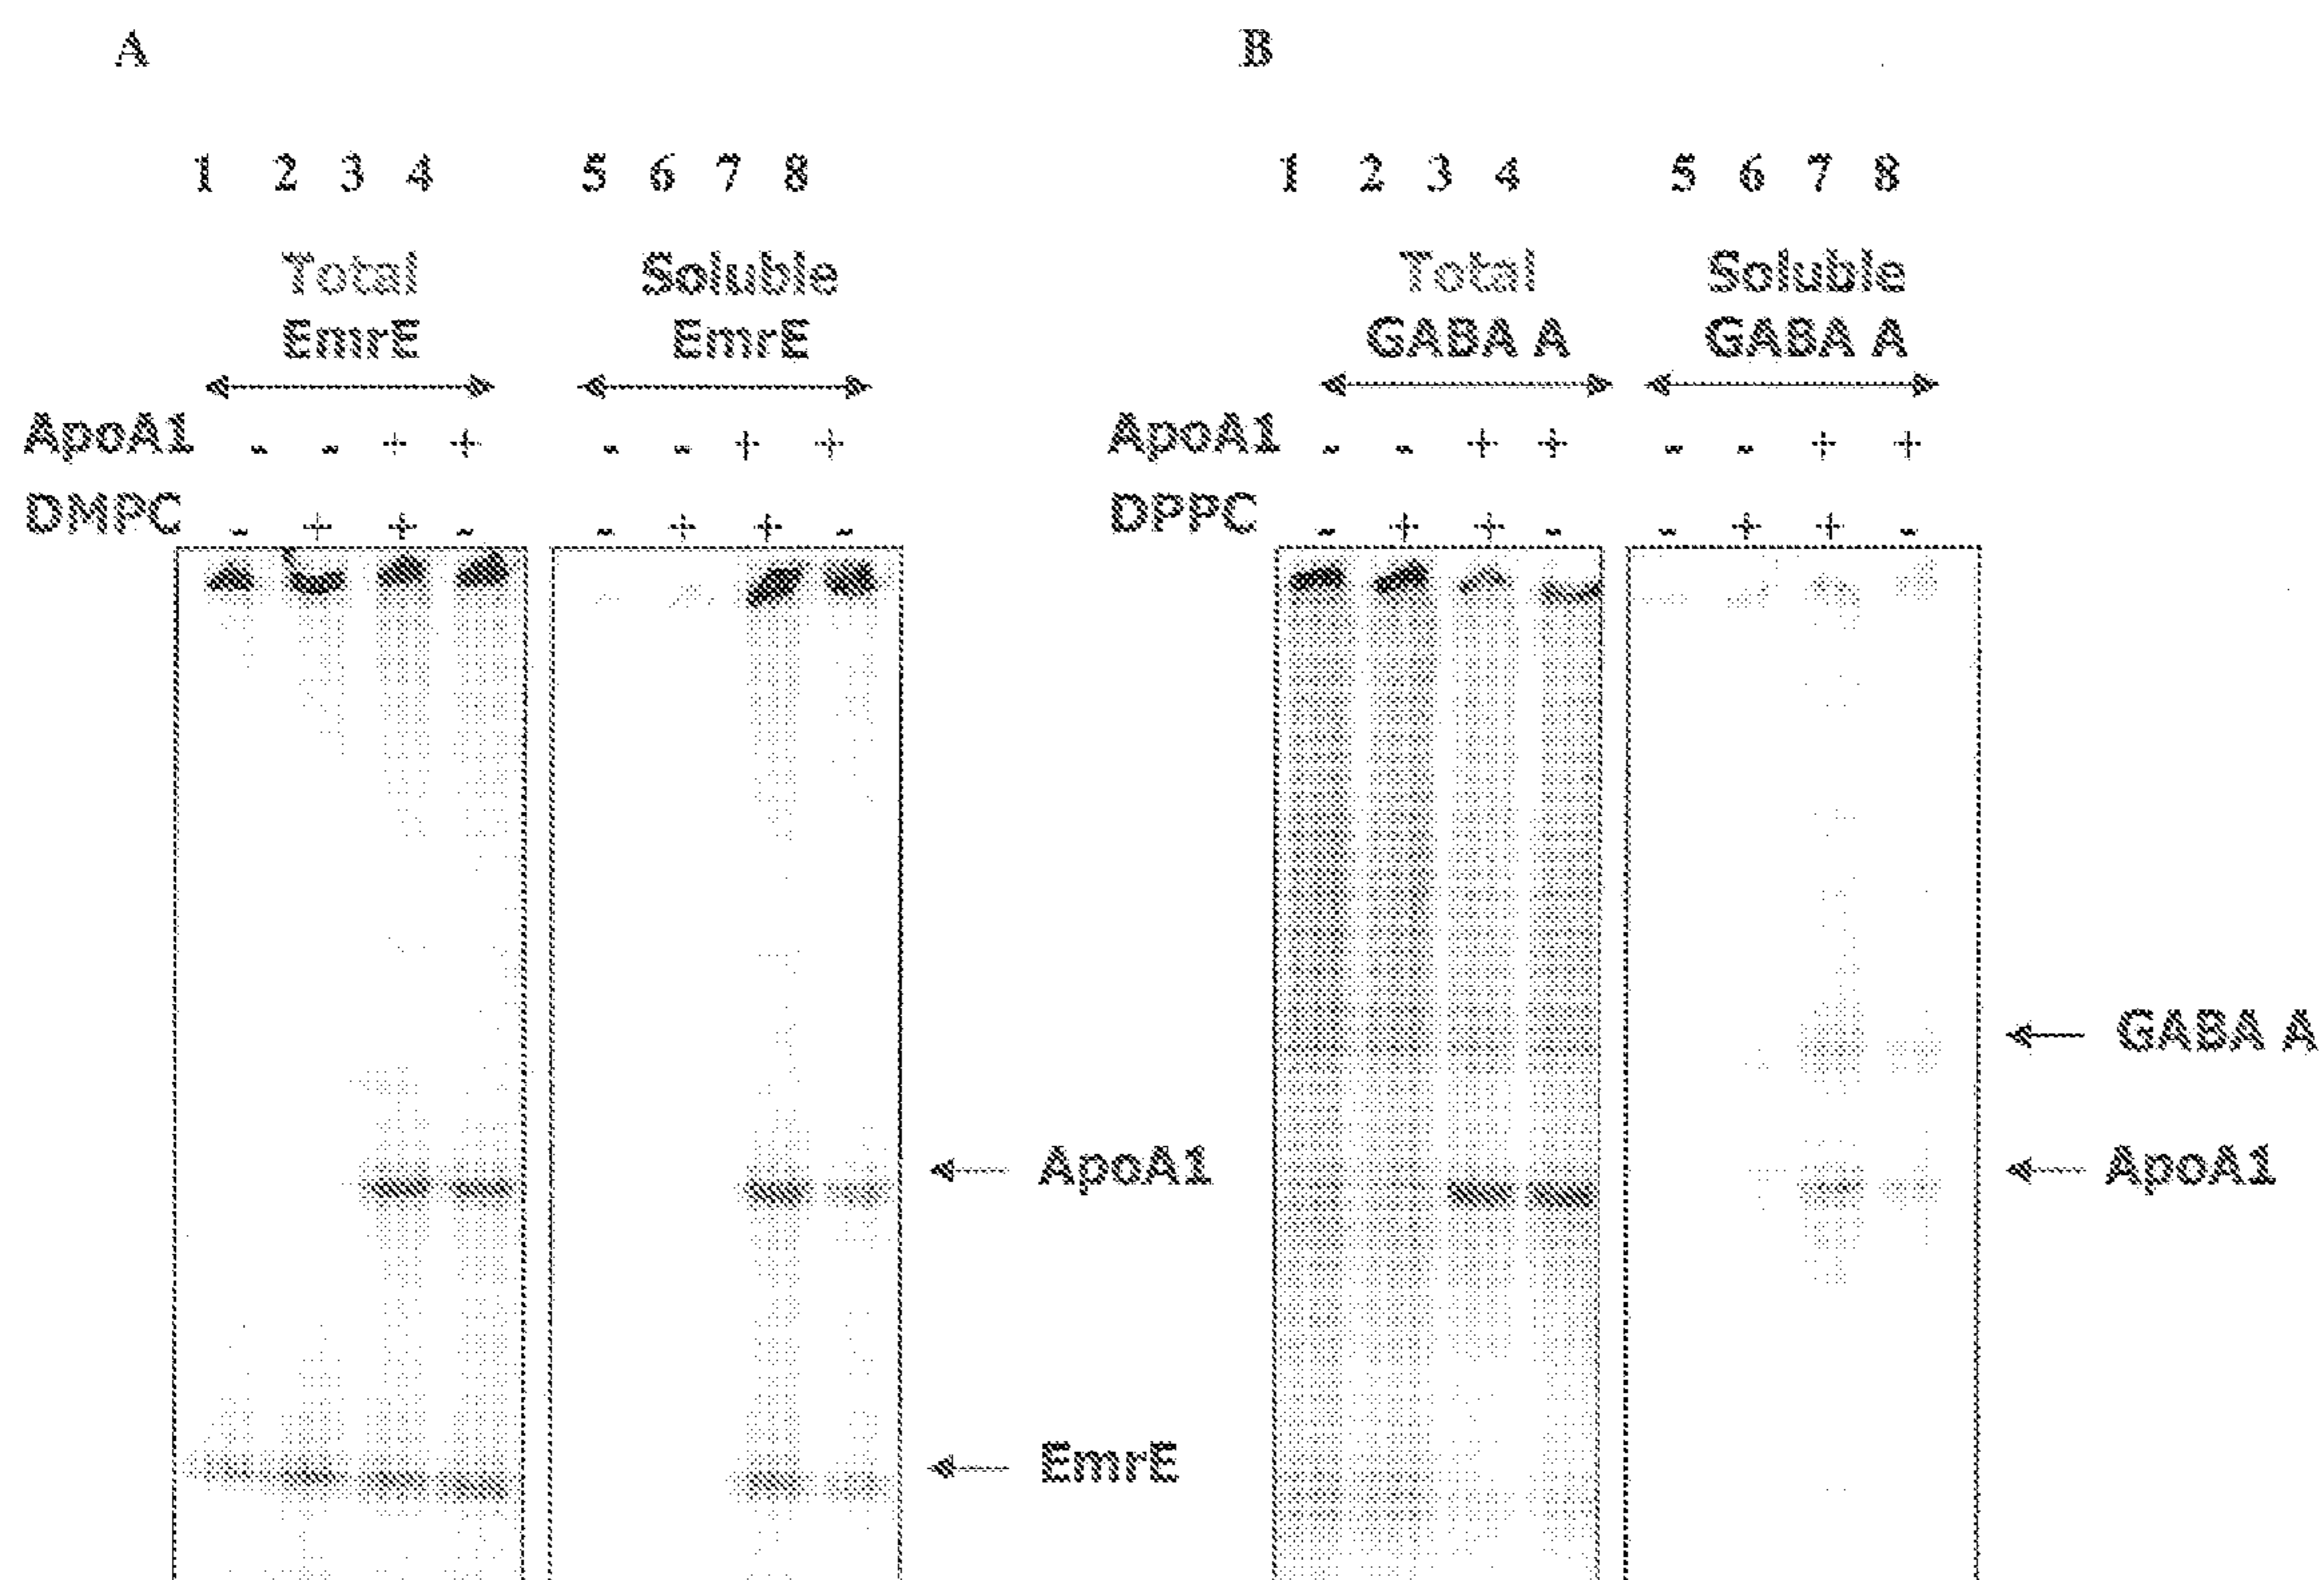 A
1 2 3 4 5 6 7 8
Total Soluble
EmrE EmrE
ApoA1 - - + + - - + +
DMPC - + + - - + + -
ApoA1
EmrE
B
1 2 3 4 5 6 7 8
Total Soluble
GABA A GABA A
ApoA1 - - + + - - + +
DPPC - + + - - + + -
GABA A
ApoA1